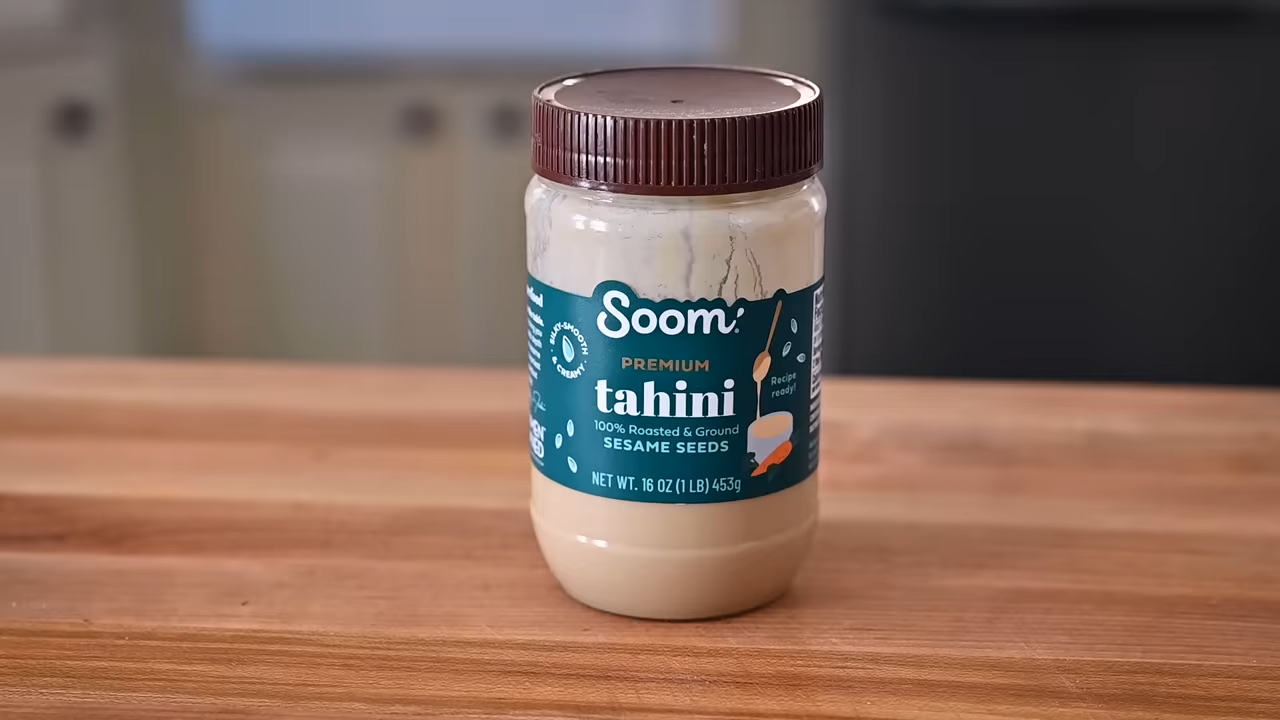 Soom
PREMIUM
tahini
100% Roasted & Ground
SESAME SEEDS
NET WT. 16 OZ (1 LB) 453g
SILKY-SMOOTH
& CREAMY
Recipe
ready!